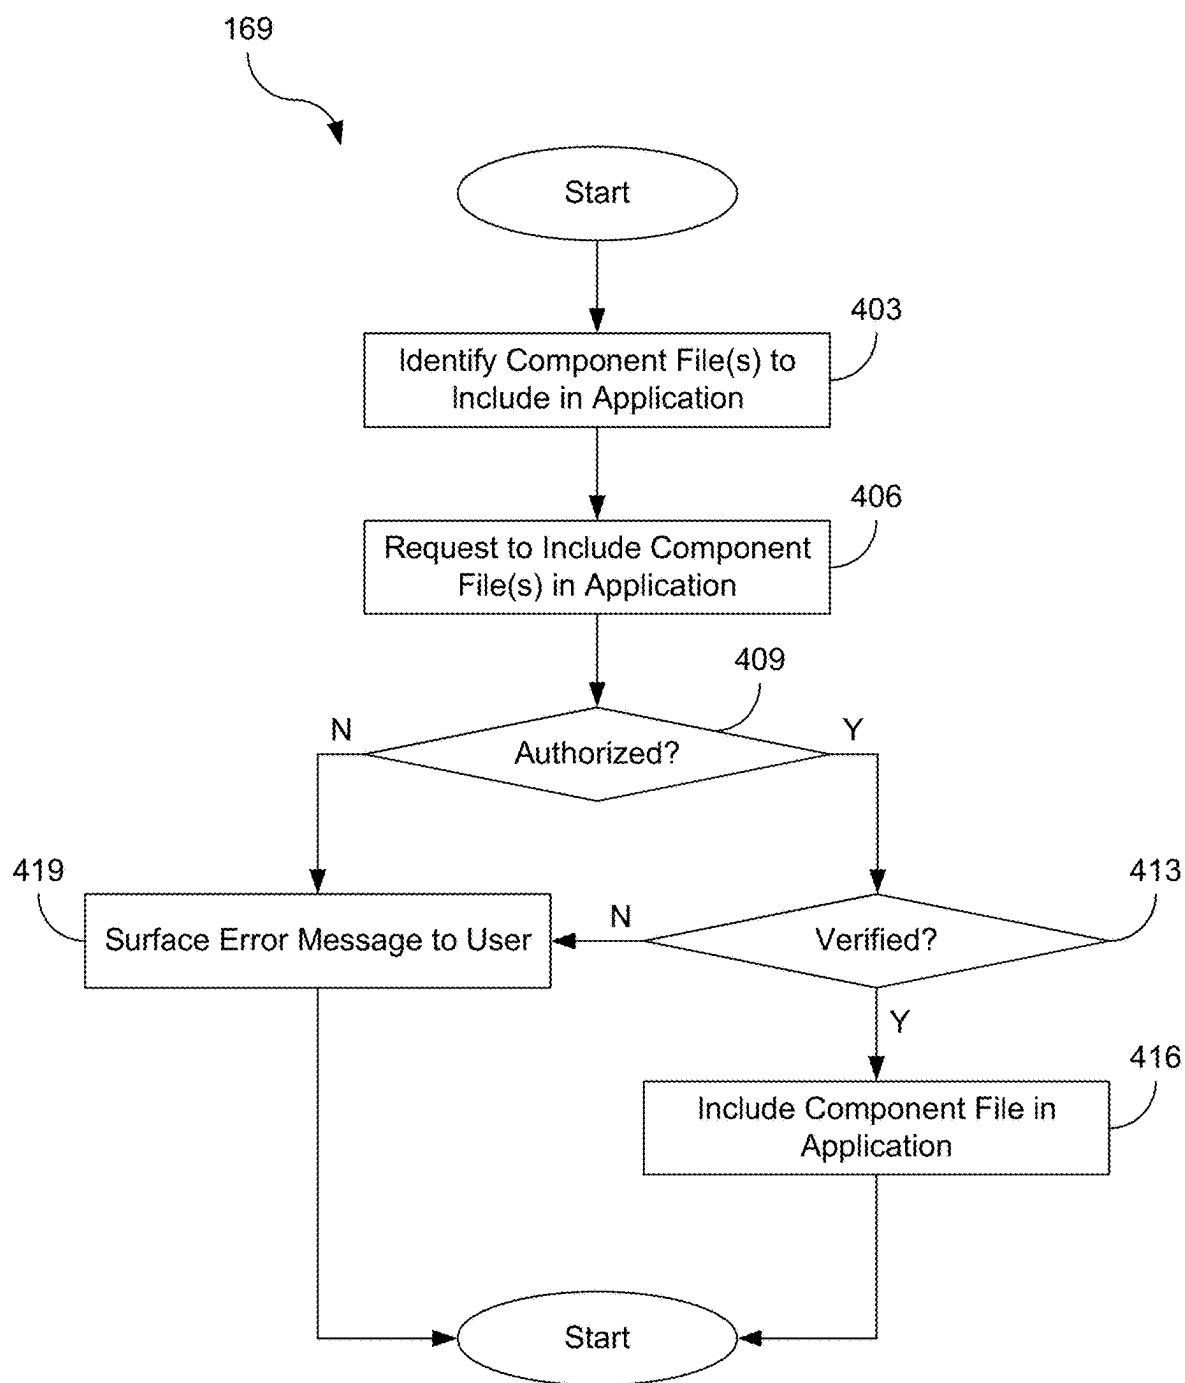 169
Start
403
Identify Component File(s) to
Include in Application
406
Request to Include Component
File(s) in Application
409
N
Y
Authorized?
419
413
N
Surface Error Message to User
Verified?
Y
416
Include Component File in
Application
Start